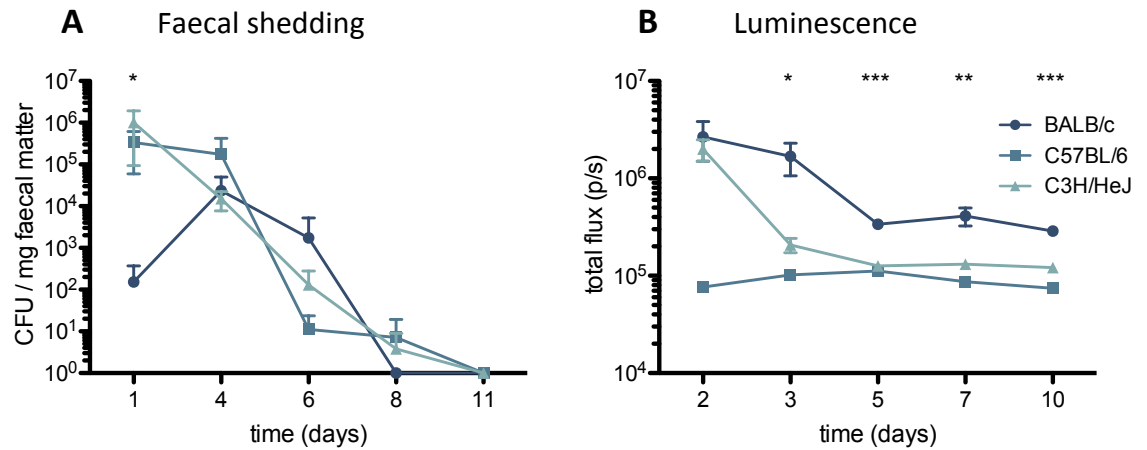 A Faecal shedding
CFU / mg faecal matter
10^7
10^6
10^5
10^4
10^3
10^2
10^1
10^0
*
1 4 6 8 11
time (days)
B Luminescence
total flux (p/s)
10^7
10^6
10^5
10^4
* *** ** ***
BALB/c
C57BL/6
C3H/HeJ
2 3 5 7 10
time (days)